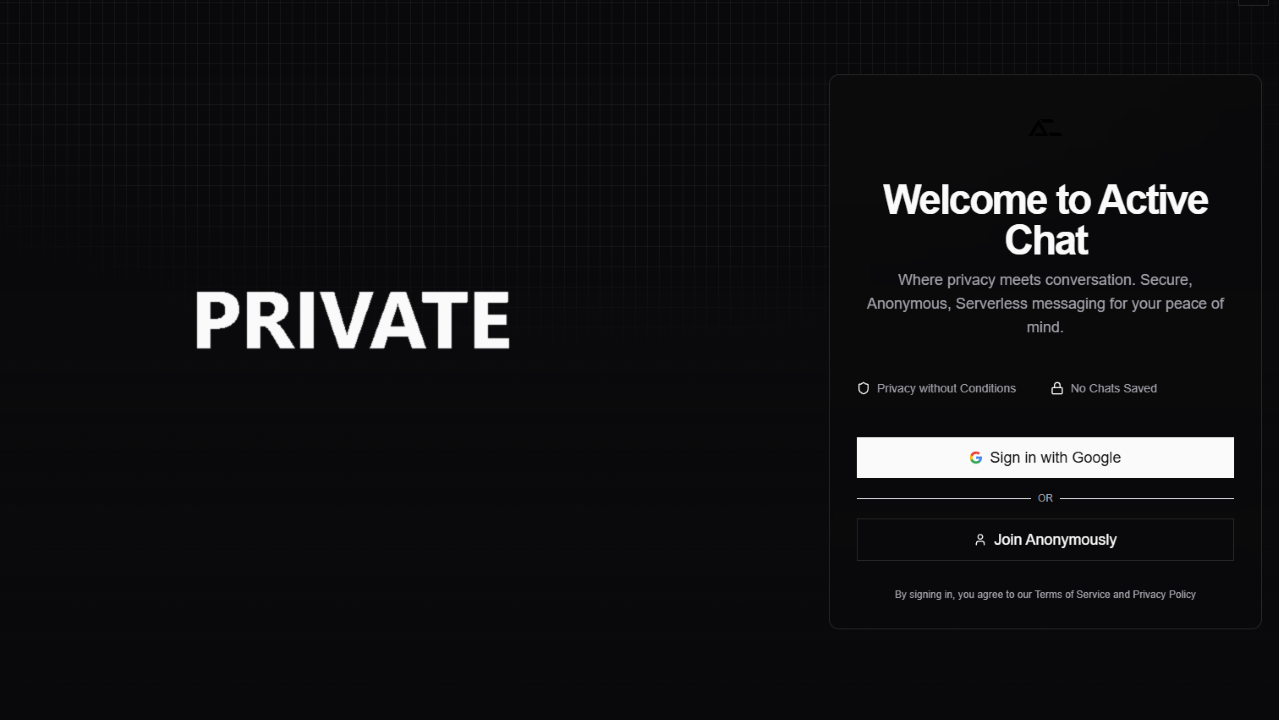 PRIVATE
Welcome to Active
Chat
Where privacy meets conversation. Secure,
Anonymous, Serverless messaging for your peace of
mind.
Privacy without Conditions
No Chats Saved
Sign in with Google
OR
Join Anonymously
By signing in, you agree to our Terms of Service and Privacy Policy